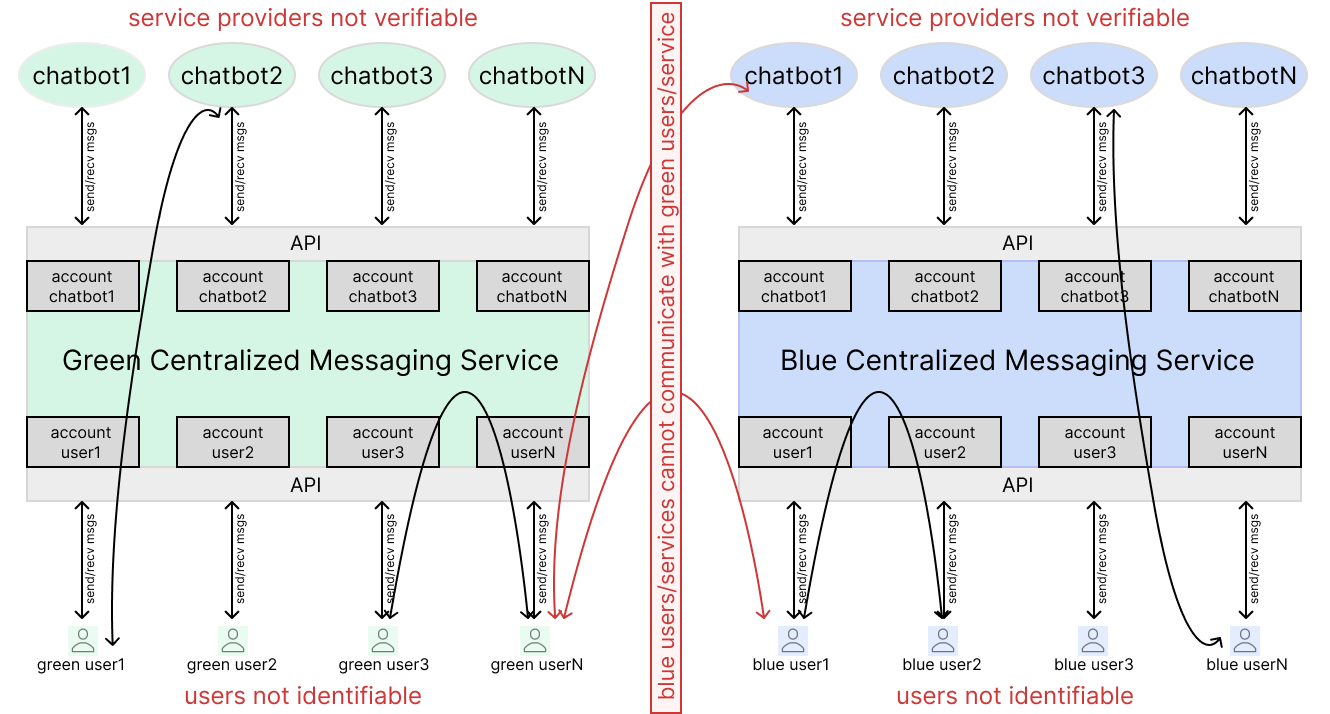 service providers not verifiable
chatbot1
chatbot2
chatbot3
chatbotN
send/recv msgs
send/recv msgs
send/recv msgs
send/recv msgs
API
account
chatbot1
account
chatbot2
account
chatbot3
account
chatbotN
Green Centralized Messaging Service
account
user1
account
user2
account
user3
account
userN
API
send/recv msgs
send/recv msgs
send/recv msgs
send/recv msgs
green user1
green user2
green user3
green userN
users not identifiable
blue users/services cannot communicate with green users/service
service providers not verifiable
chatbot1
chatbot2
chatbot3
chatbotN
send/recv msgs
send/recv msgs
send/recv msgs
send/recv msgs
API
account
chatbot1
account
chatbot2
account
chatbot3
account
chatbotN
Blue Centralized Messaging Service
account
user1
account
user2
account
user3
account
userN
API
send/recv msgs
send/recv msgs
send/recv msgs
send/recv msgs
blue user1
blue user2
blue user3
blue userN
users not identifiable